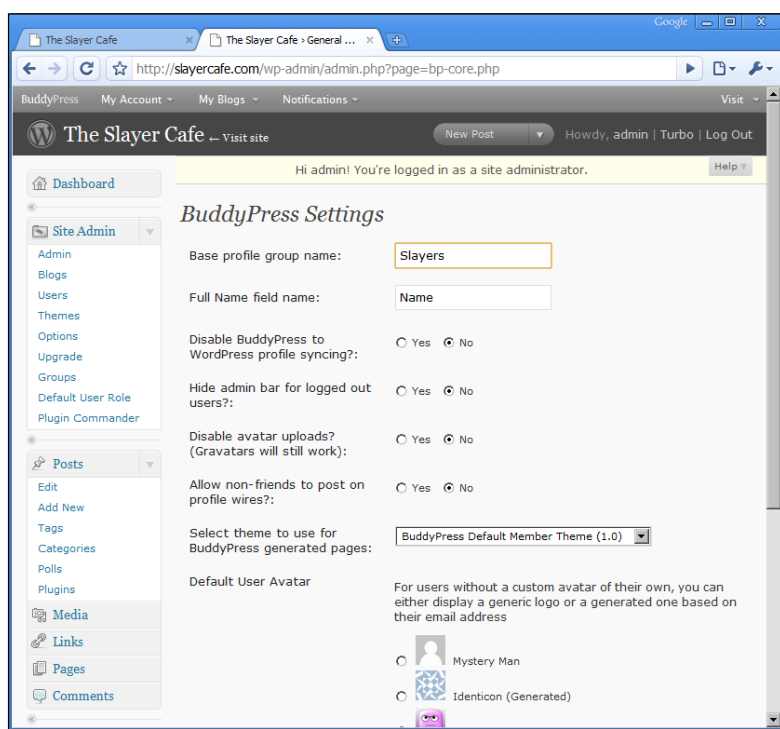 Google
The Slayer Cafe
The Slayer Cafe › General ...
http://slayercafe.com/wp-admin/admin.php?page=bp-core.php
BuddyPress My Account My Blogs Notifications Visit
The Slayer Cafe ← Visit site New Post Howdy, admin | Turbo | Log Out
Hi admin! You're logged in as a site administrator. Help
Dashboard
Site Admin
Admin
Blogs
Users
Themes
Options
Upgrade
Groups
Default User Role
Plugin Commander
Posts
Edit
Add New
Tags
Categories
Polls
Plugins
Media
Links
Pages
Comments
BuddyPress Settings
Base profile group name: Slayers
Full Name field name: Name
Disable BuddyPress to
WordPress profile syncing?: Yes No
Hide admin bar for logged out
users?: Yes No
Disable avatar uploads?
(Gravatars will still work): Yes No
Allow non-friends to post on
profile wires?: Yes No
Select theme to use for
BuddyPress generated pages: BuddyPress Default Member Theme (1.0)
Default User Avatar
For users without a custom avatar of their own, you can
either display a generic logo or a generated one based on
their email address
Mystery Man
Identicon (Generated)